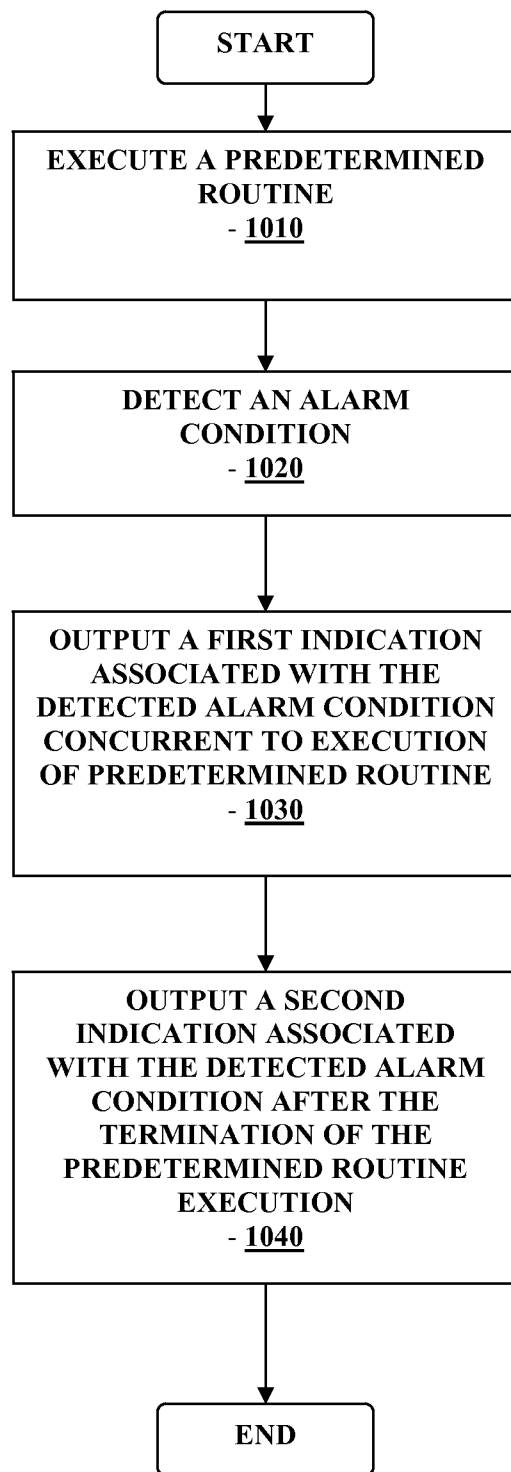 START
EXECUTE A PREDETERMINED
ROUTINE
- 1010
DETECT AN ALARM
CONDITION
- 1020
OUTPUT A FIRST INDICATION
ASSOCIATED WITH THE
DETECTED ALARM CONDITION
CONCURRENT TO EXECUTION
OF PREDETERMINED ROUTINE
- 1030
OUTPUT A SECOND
INDICATION ASSOCIATED
WITH THE DETECTED ALARM
CONDITION AFTER THE
TERMINATION OF THE
PREDETERMINED ROUTINE
EXECUTION
- 1040
END